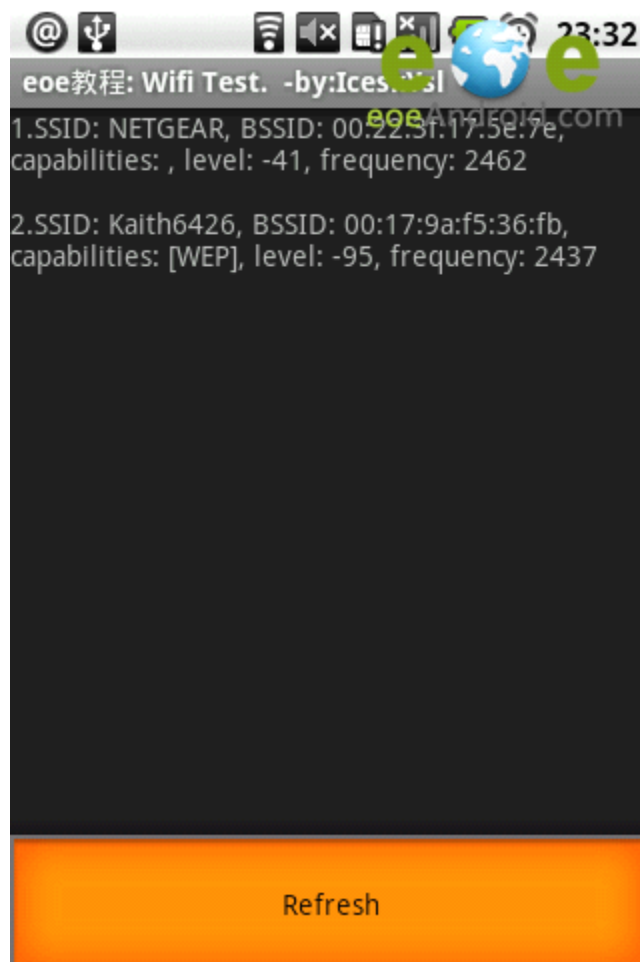 23:32
eoe教程: Wifi Test. -by:Ices
e e
eoeAndroid.com
1.SSID: NETGEAR, BSSID: 00:22:3f:17:5e:7e,
capabilities: , level: -41, frequency: 2462
2.SSID: Kaith6426, BSSID: 00:17:9a:f5:36:fb,
capabilities: [WEP], level: -95, frequency: 2437
Refresh